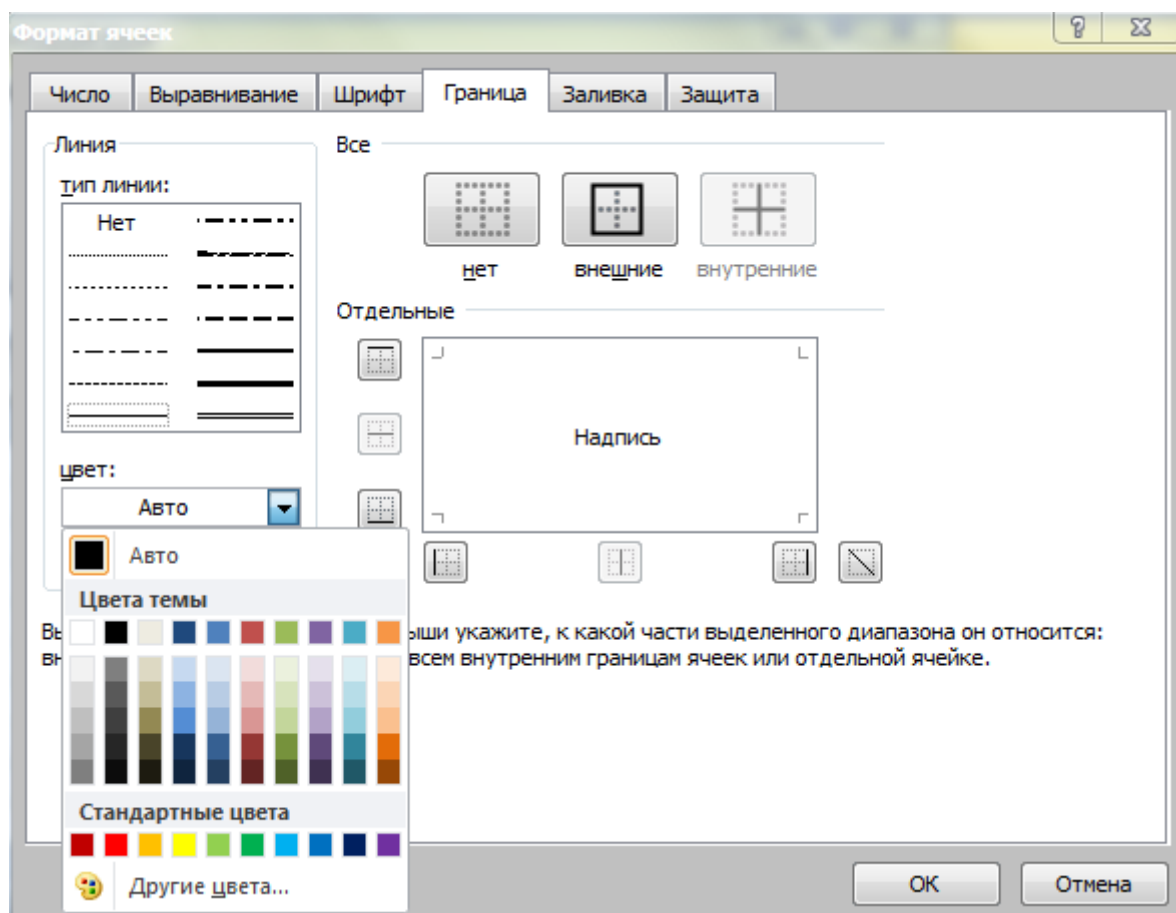 Формат ячеек
Число Выравнивание Шрифт Граница Заливка Защита
Линия
тип линии:
Нет
Все
нет внешние внутренние
Отдельные
Надпись
цвет:
Авто
Авто
Цвета темы
Вы ши укажите, к какой части выделенного диапазона он относится:
вн всем внутренним границам ячеек или отдельной ячейке.
Стандартные цвета
Другие цвета...
ОК Отмена